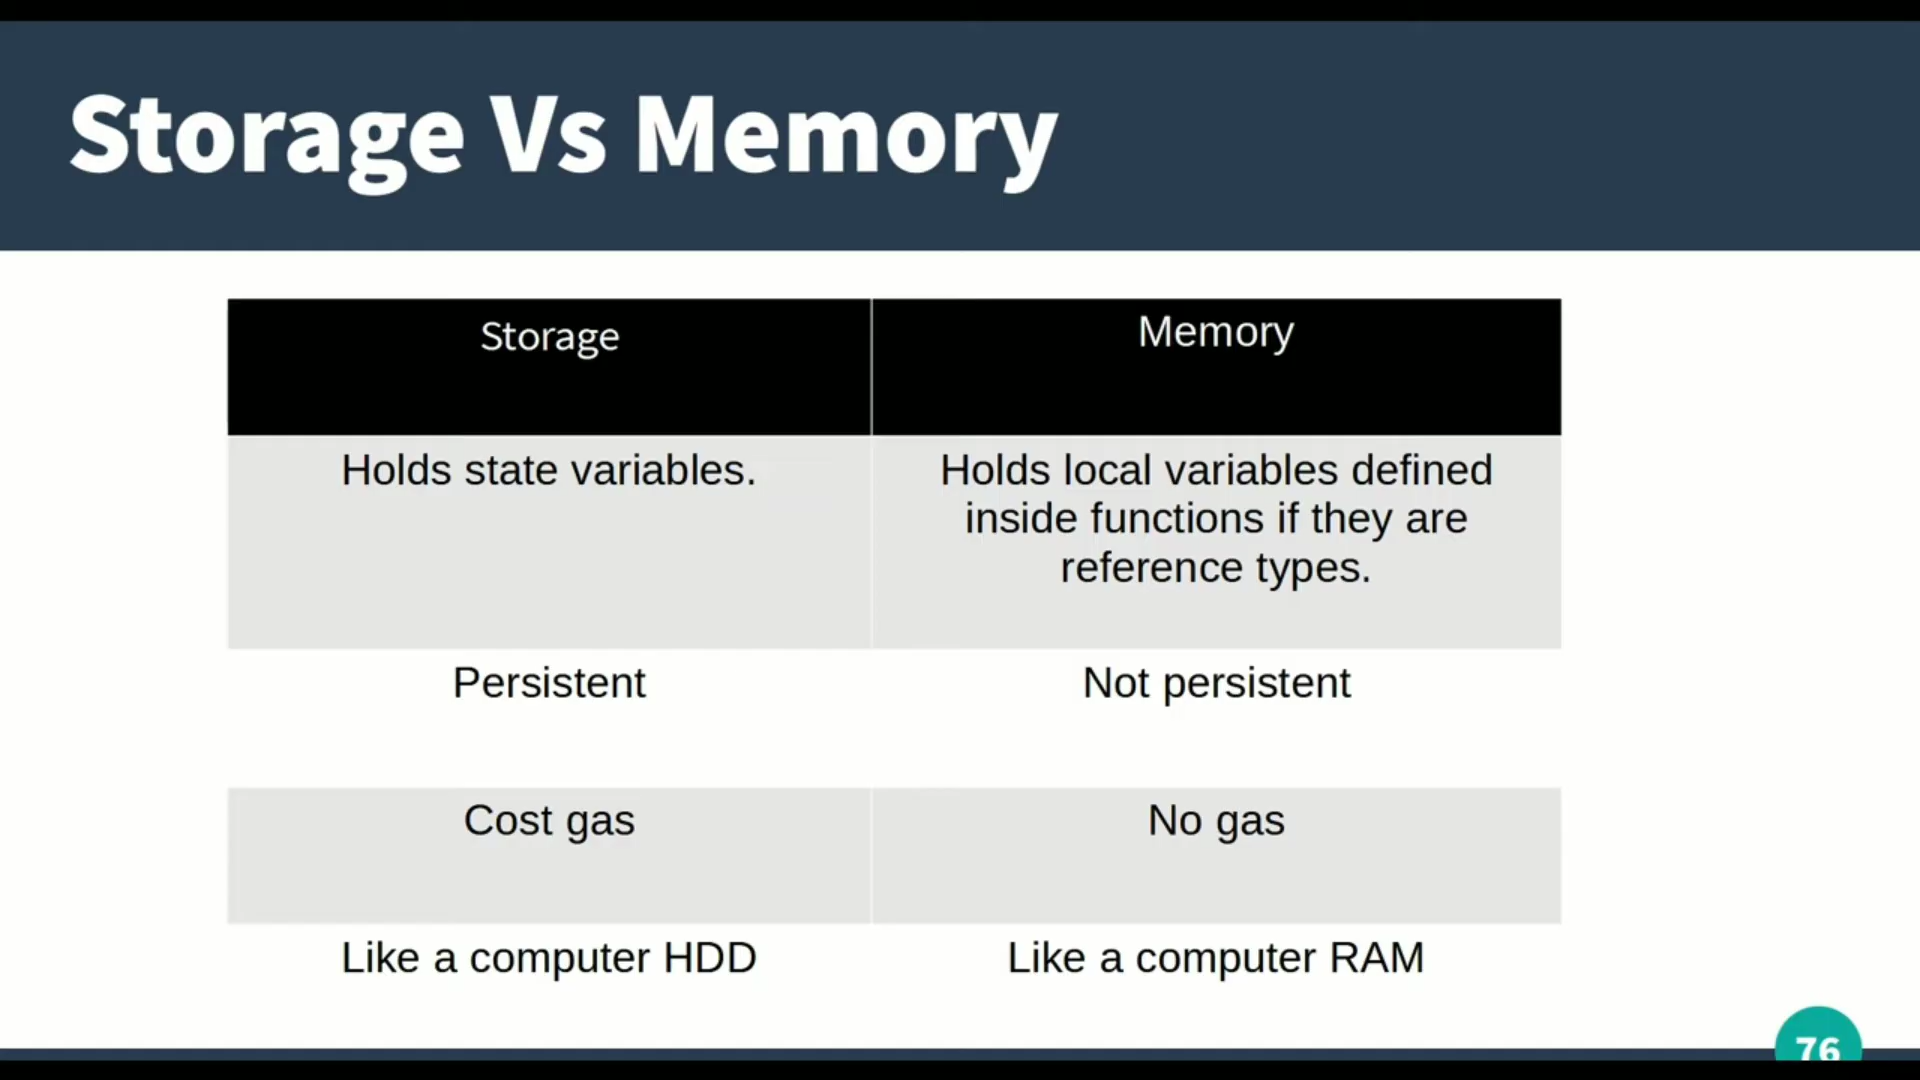 Storage Vs Memory
Storage
Memory
Holds state variables.
Holds local variables defined
inside functions if they are
reference types.
Persistent
Not persistent
Cost gas
No gas
Like a computer HDD
Like a computer RAM
76